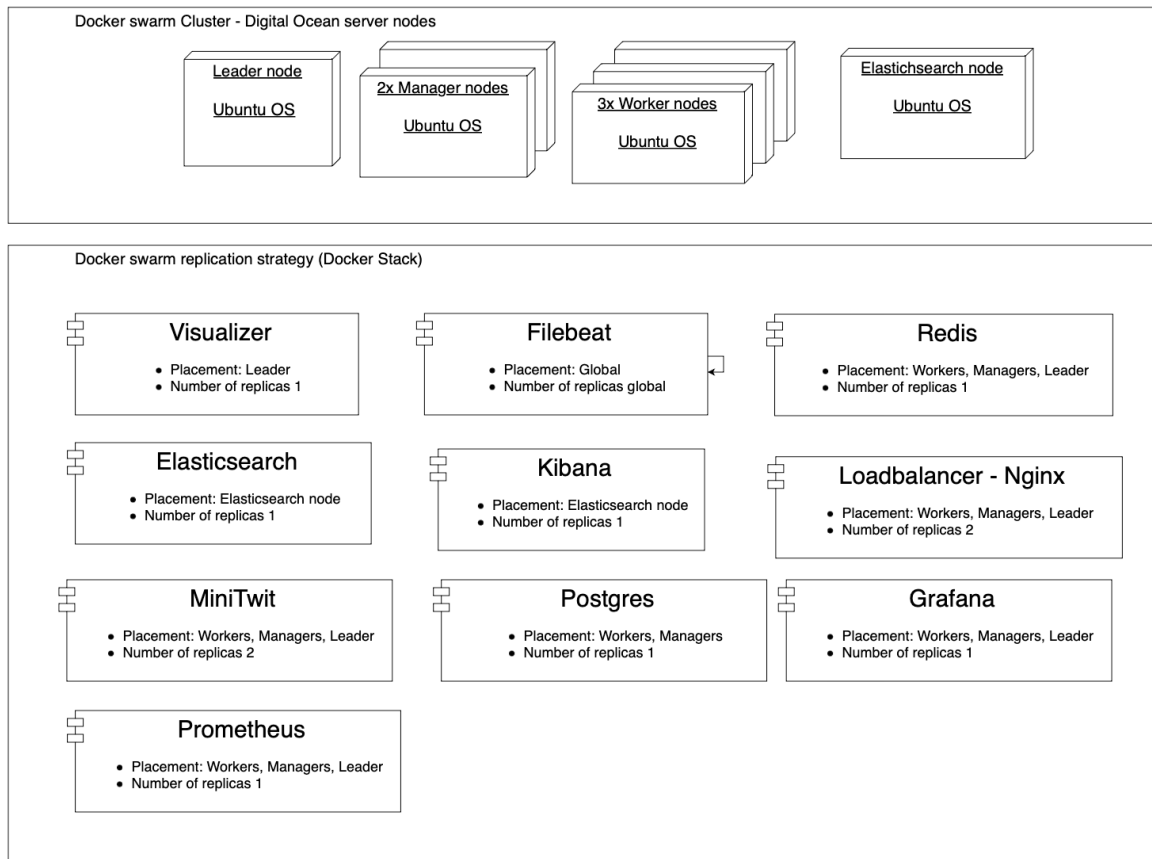 Docker swarm Cluster - Digital Ocean server nodes
Leader node
Ubuntu OS
2x Manager nodes
Ubuntu OS
3x Worker nodes
Ubuntu OS
Elastichsearch node
Ubuntu OS
Docker swarm replication strategy (Docker Stack)
Visualizer
• Placement: Leader
• Number of replicas 1
Filebeat
• Placement: Global
• Number of replicas global
Redis
• Placement: Workers, Managers, Leader
• Number of replicas 1
Elasticsearch
• Placement: Elasticsearch node
• Number of replicas 1
Kibana
• Placement: Elasticsearch node
• Number of replicas 1
Loadbalancer - Nginx
• Placement: Workers, Managers, Leader
• Number of replicas 2
MiniTwit
• Placement: Workers, Managers, Leader
• Number of replicas 2
Postgres
• Placement: Workers, Managers
• Number of replicas 1
Grafana
• Placement: Workers, Managers, Leader
• Number of replicas 1
Prometheus
• Placement: Workers, Managers, Leader
• Number of replicas 1